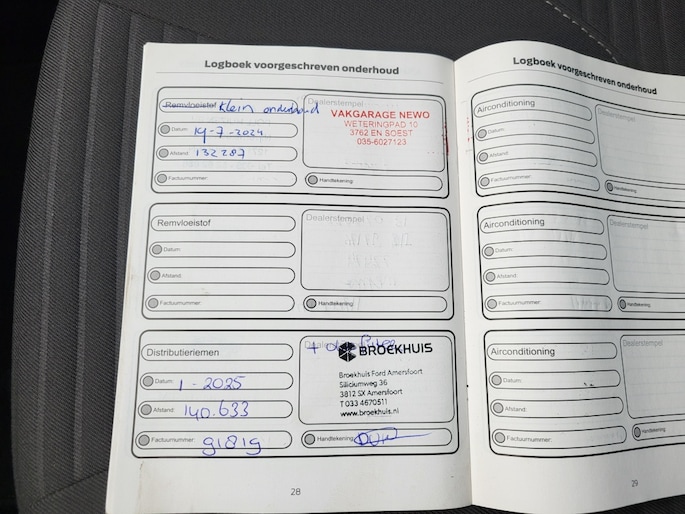 Logboek voorgeschreven onderhoud
Remvloeistof Klein onderhoud
Dealerstempel
VAKGARAGE NEWO
WETERINGPAD 10
3762 EN SOEST
035-6027123
Datum: 19-7-2024
Afstand: 132287
Factuurnummer:
Handtekening:
Remvloeistof
Dealerstempel
Datum:
Afstand:
Factuurnummer:
Handtekening:
Distributieriemen
BROEKHUIS
Broekhuis Ford Amersfoort
Siliciumweg 36
3812 SX Amersfoort
T 033 4670511
www.broekhuis.nl
Datum: 1-2025
Afstand: 140.633
Factuurnummer: 91819
Handtekening:
28
Logboek voorgeschreven onderhoud
Airconditioning
Dealerstempel
Datum:
Afstand:
Factuurnummer:
Handtekening:
Airconditioning
Dealerstempel
Datum:
Afstand:
Factuurnummer:
Handtekening:
Airconditioning
Dealerstempel
Datum:
Afstand:
Factuurnummer:
Handtekening:
29